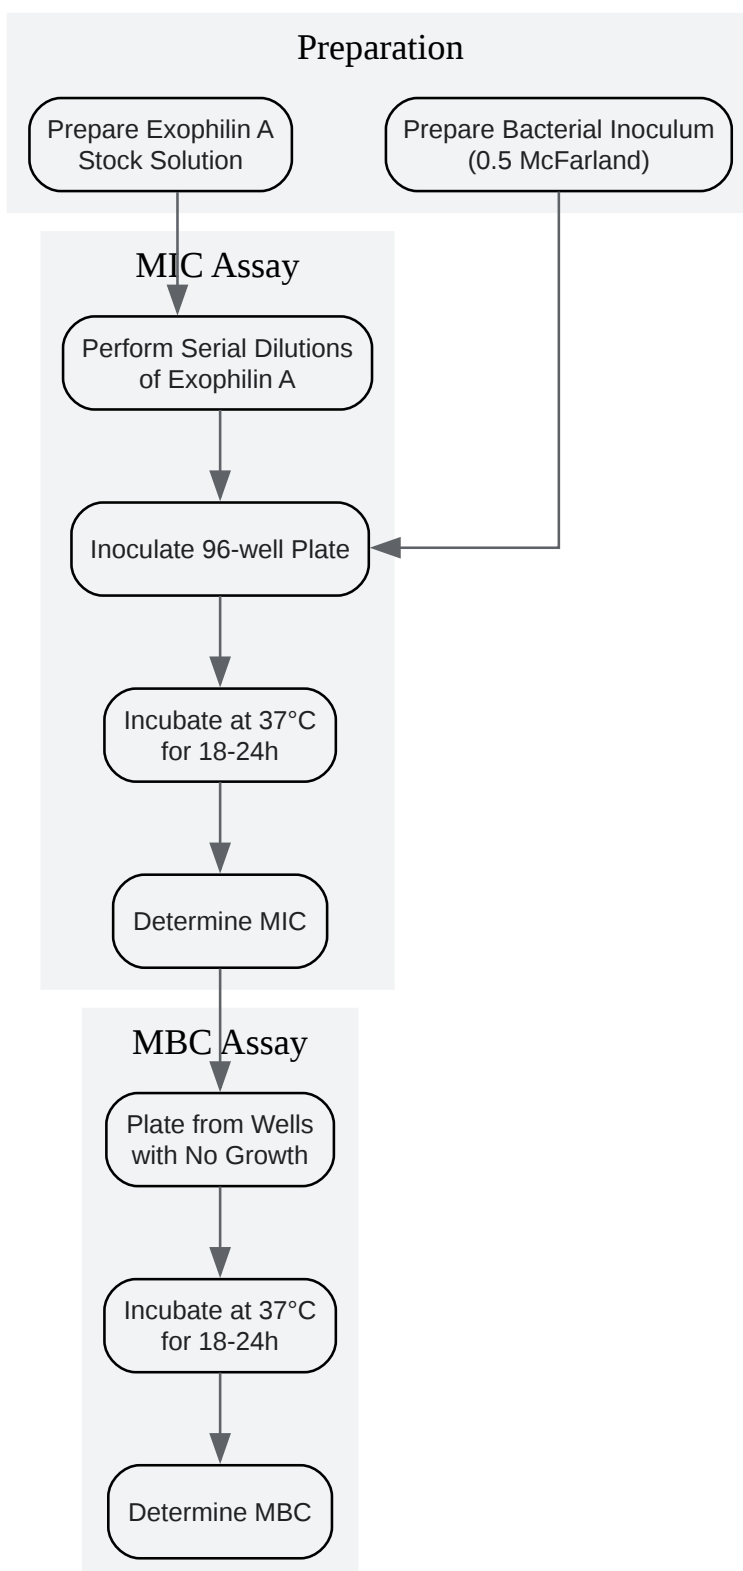 Preparation
Prepare Exophilin A
Stock Solution
Prepare Bacterial Inoculum
(0.5 McFarland)
MIC Assay
Perform Serial Dilutions
of Exophilin A
Inoculate 96-well Plate
Incubate at 37°C
for 18-24h
Determine MIC
MBC Assay
Plate from Wells
with No Growth
Incubate at 37°C
for 18-24h
Determine MBC